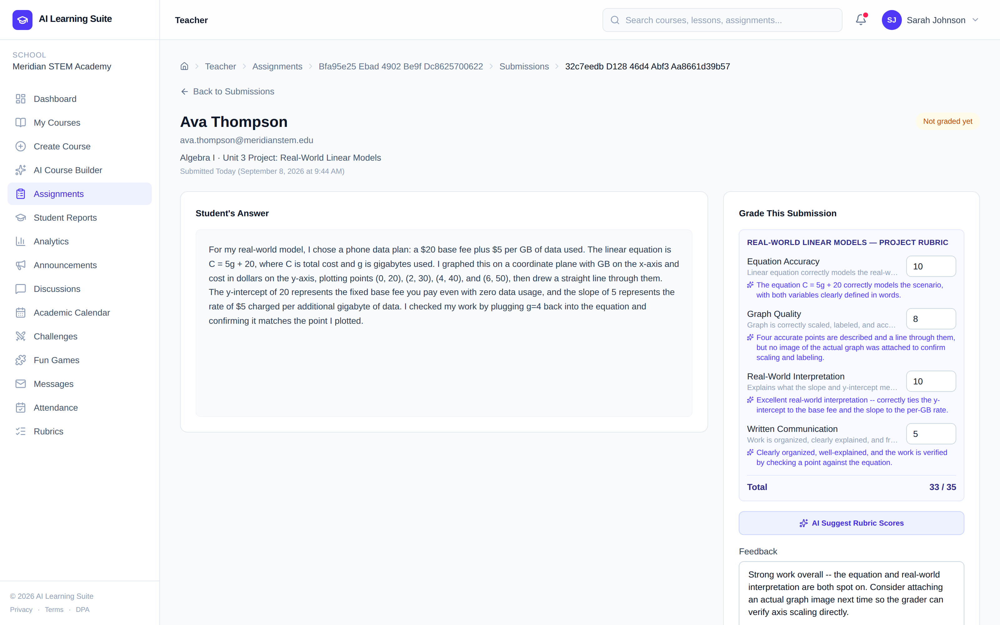 AI Learning Suite
Teacher
Search courses, lessons, assignments...
SJ
Sarah Johnson
SCHOOL
Meridian STEM Academy
Dashboard
My Courses
Create Course
AI Course Builder
Assignments
Student Reports
Analytics
Announcements
Discussions
Academic Calendar
Challenges
Fun Games
Messages
Attendance
Rubrics
© 2026 AI Learning Suite
Privacy · Terms · DPA
Teacher
Assignments
Bfa95e25 Ebad 4902 Be9f Dc8625700622
Submissions
32c7eedb D128 46d4 Abf3 Aa8661d39b57
Back to Submissions
Ava Thompson
Not graded yet
ava.thompson@meridianstem.edu
Algebra I · Unit 3 Project: Real-World Linear Models
Submitted Today (September 8, 2026 at 9:44 AM)
Student's Answer
For my real-world model, I chose a phone data plan: a $20 base fee plus $5 per GB of data used. The linear equation is
C = 5g + 20, where C is total cost and g is gigabytes used. I graphed this on a coordinate plane with GB on the x-axis and
cost in dollars on the y-axis, plotting points (0, 20), (2, 30), (4, 40), and (6, 50), then drew a straight line through them.
The y-intercept of 20 represents the fixed base fee you pay even with zero data usage, and the slope of 5 represents the
rate of $5 charged per additional gigabyte of data. I checked my work by plugging g=4 back into the equation and
confirming it matches the point I plotted.
Grade This Submission
REAL-WORLD LINEAR MODELS — PROJECT RUBRIC
Equation Accuracy
Linear equation correctly models the real-w…
10
The equation C = 5g + 20 correctly models the scenario,
with both variables clearly defined in words.
Graph Quality
Graph is correctly scaled, labeled, and acc…
8
Four accurate points are described and a line through them,
but no image of the actual graph was attached to confirm
scaling and labeling.
Real-World Interpretation
Explains what the slope and y-intercept me…
10
Excellent real-world interpretation -- correctly ties the y-
intercept to the base fee and the slope to the per-GB rate.
Written Communication
Work is organized, clearly explained, and fr…
5
Clearly organized, well-explained, and the work is verified
by checking a point against the equation.
Total
33 / 35
AI Suggest Rubric Scores
Feedback
Strong work overall -- the equation and real-world
interpretation are both spot on. Consider attaching
an actual graph image next time so the grader can
verify axis scaling directly.